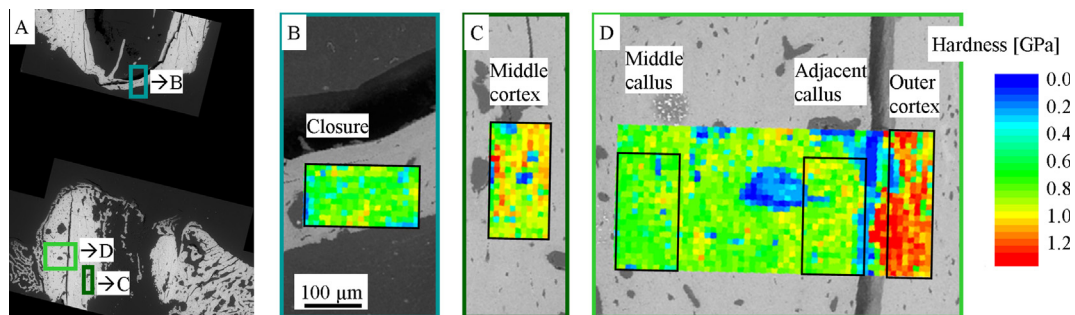 A
→B
→D
→C
B
Closure
100 μm
C
Middle
cortex
D
Middle
callus
Adjacent
callus
Outer
cortex
Hardness [GPa]
0.0
0.2
0.4
0.6
0.8
1.0
1.2